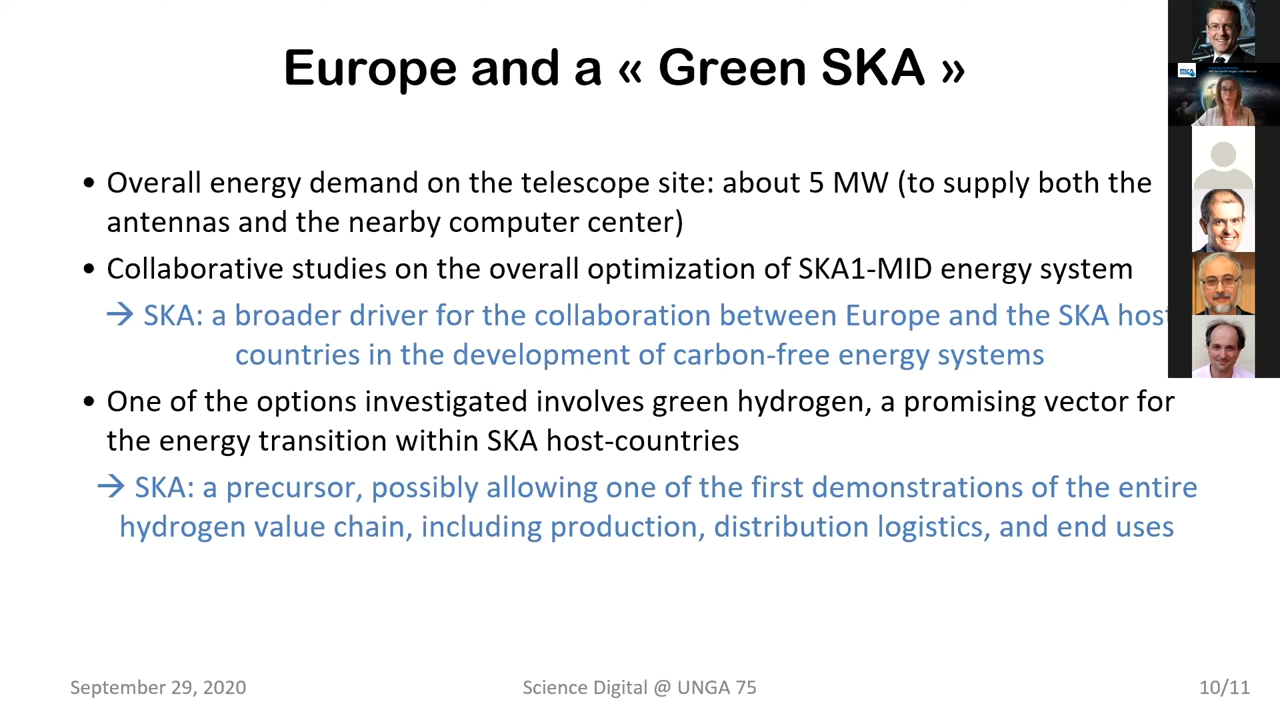 Europe and a « Green SKA »
• Overall energy demand on the telescope site: about 5 MW (to supply both the
antennas and the nearby computer center)
• Collaborative studies on the overall optimization of SKA1-MID energy system
→ SKA: a broader driver for the collaboration between Europe and the SKA host
countries in the development of carbon-free energy systems
• One of the options investigated involves green hydrogen, a promising vector for
the energy transition within SKA host-countries
→ SKA: a precursor, possibly allowing one of the first demonstrations of the entire
hydrogen value chain, including production, distribution logistics, and end uses
September 29, 2020
Science Digital @ UNGA 75
10/11